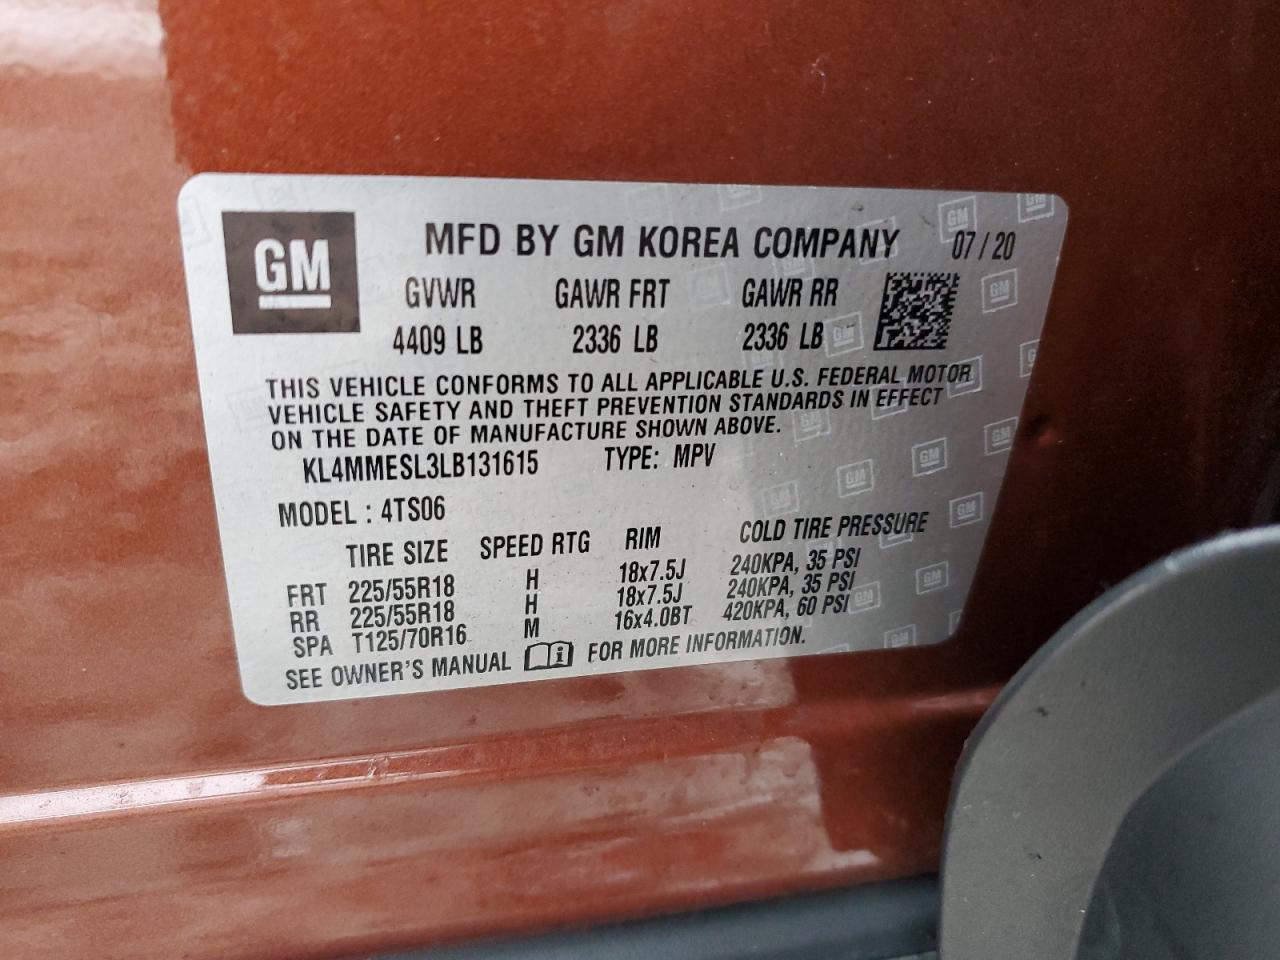 GM
MFD BY GM KOREA COMPANY 07/20
GVWR GAWR FRT GAWR RR
4409 LB 2336 LB 2336 LB
THIS VEHICLE CONFORMS TO ALL APPLICABLE U.S. FEDERAL MOTOR
VEHICLE SAFETY AND THEFT PREVENTION STANDARDS IN EFFECT
ON THE DATE OF MANUFACTURE SHOWN ABOVE.
KL4MMESL3LB131615 TYPE: MPV
MODEL : 4TS06
TIRE SIZE SPEED RTG RIM COLD TIRE PRESSURE
FRT 225/55R18 H 18x7.5J 240KPA, 35 PSI
RR 225/55R18 H 18x7.5J 240KPA, 35 PSI
SPA T125/70R16 M 16x4.0BT 420KPA, 60 PSI
SEE OWNER'S MANUAL i FOR MORE INFORMATION.